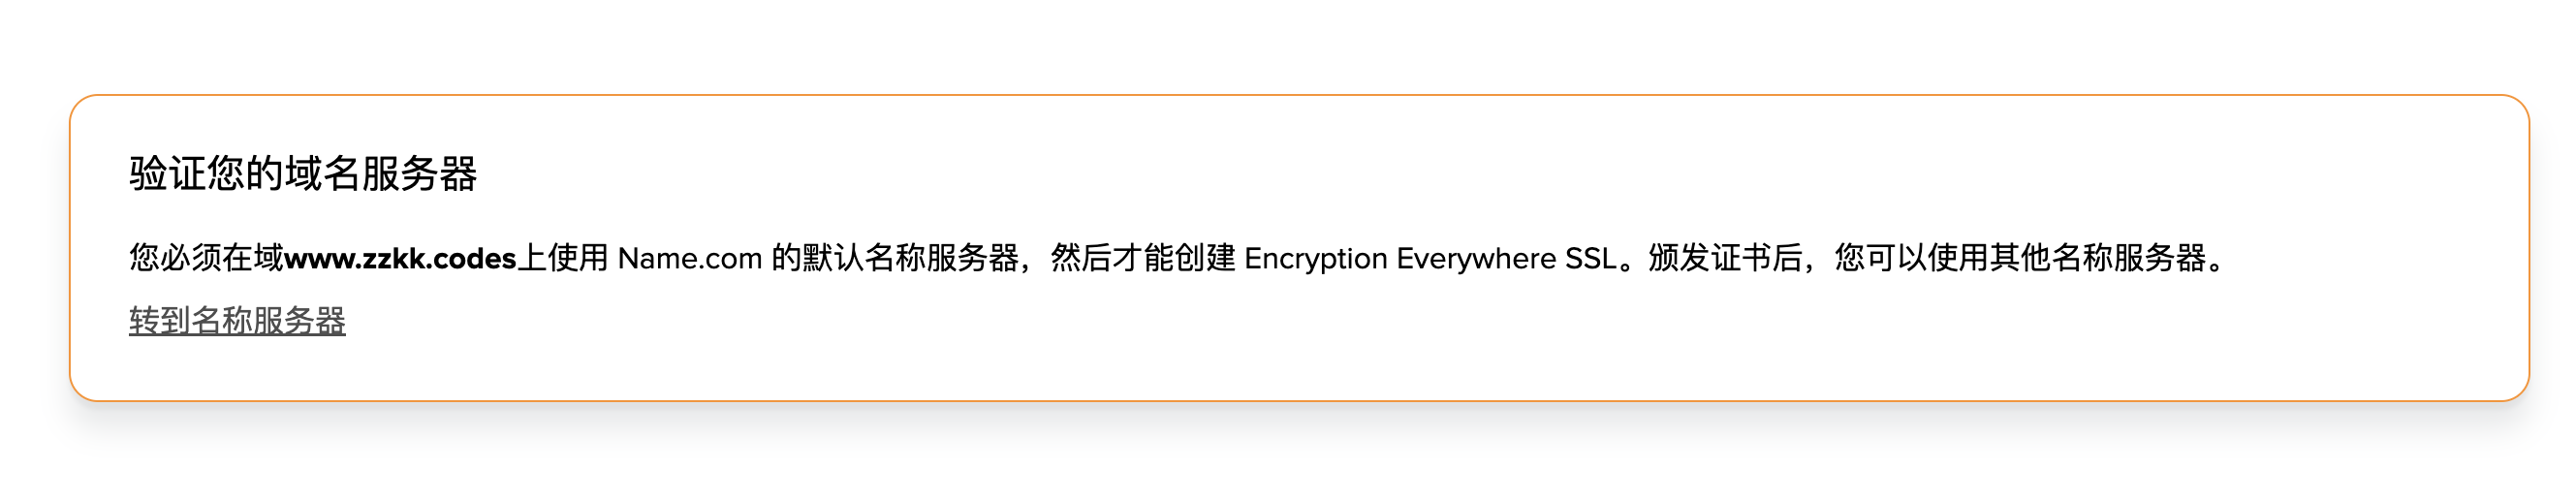 验证您的域名服务器
您必须在域www.zzkk.codes上使用 Name.com 的默认名称服务器，然后才能创建 Encryption Everywhere SSL。颁发证书后，您可以使用其他名称服务器。
转到名称服务器